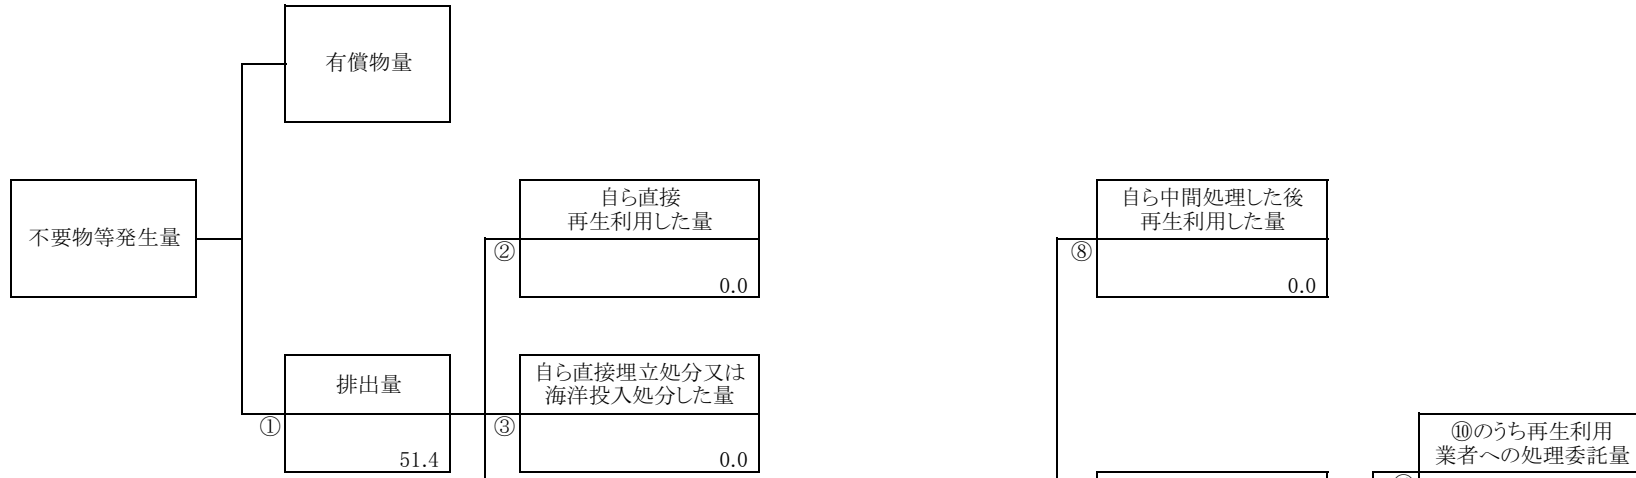 有償物量
不要物等発生量
自ら直接
再生利用した量
②
0.0
自ら中間処理した後
再生利用した量
⑧
0.0
排出量
①
51.4
自ら直接埋立処分又は
海洋投入処分した量
③
0.0
⑩のうち再生利用
業者への処理委託量